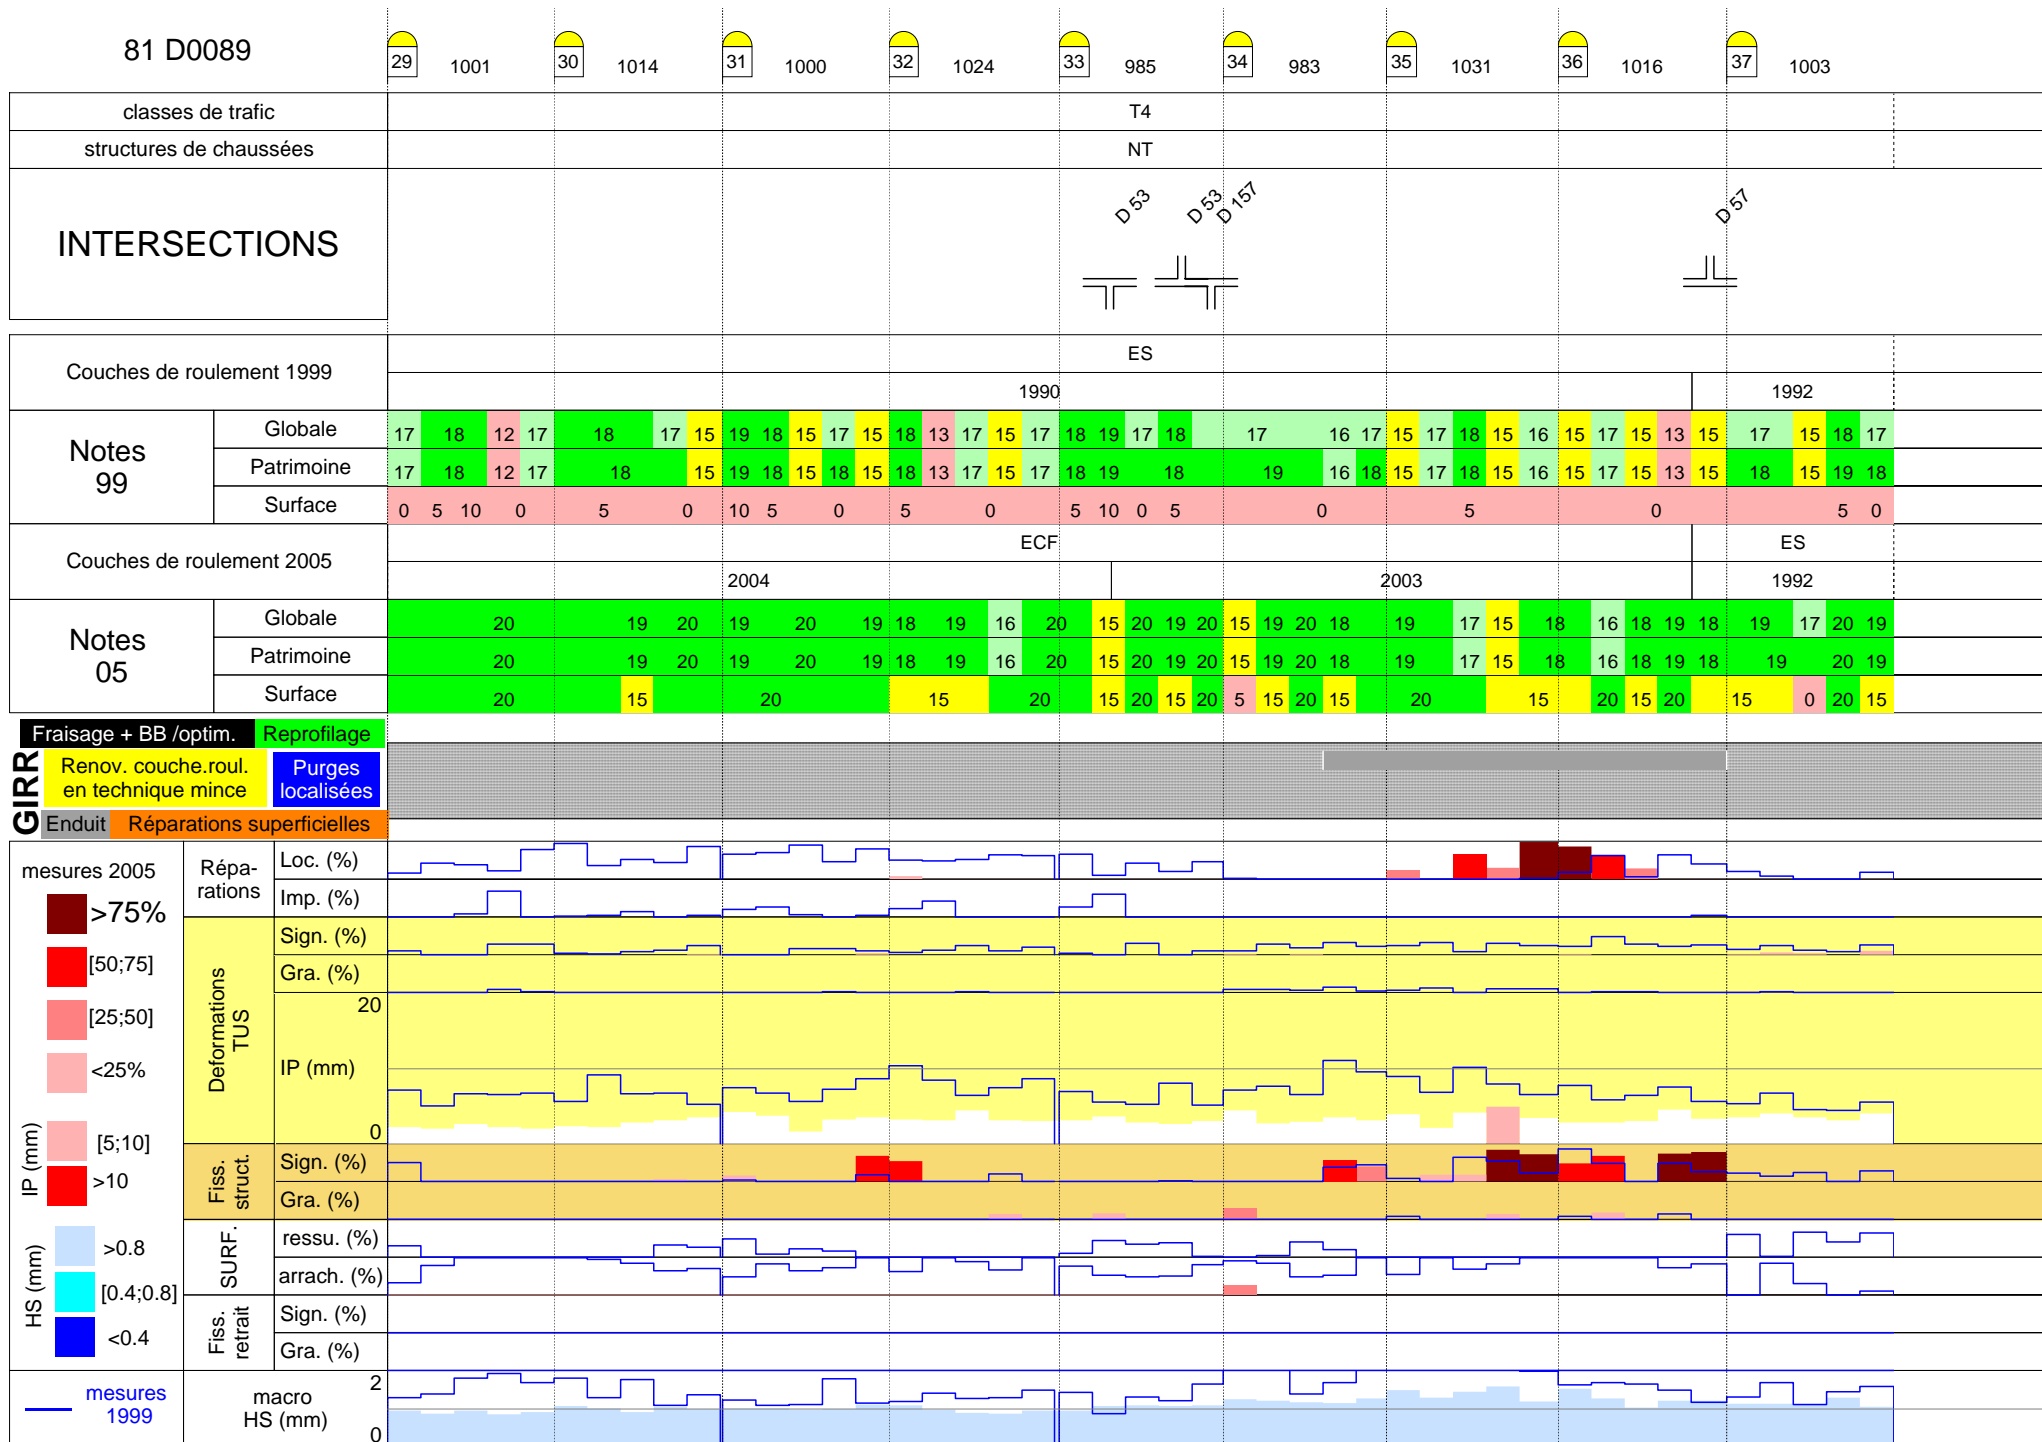 81 D0089
29 1001 30 1014 31 1000 32 1024 33 985 34 983 35 1031 36 1016 37 1003
classes de trafic T4
structures de chaussées NT
INTERSECTIONS D 53 D 53 D 157 D 57
Couches de roulement 1999 ES
1990 1992
Notes 99
Globale 17 18 12 17 18 17 15 19 18 15 17 15 18 13 17 15 17 18 19 17 18 17 16 17 15 17 18 15 16 15 17 15 13 15 17 15 18 17
Patrimoine 17 18 12 17 18 15 19 18 15 18 15 18 13 17 15 17 18 19 18 19 16 18 15 17 18 15 16 15 17 15 13 15 18 15 19 18
Surface 0 5 10 0 5 0 10 5 0 5 0 5 10 0 5 0 5 0 5 0
Couches de roulement 2005 ECF ES
2004 2003 1992
Notes 05
Globale 20 19 20 19 20 19 18 19 16 20 15 20 19 20 15 19 20 18 19 17 15 18 16 18 19 18 19 17 20 19
Patrimoine 20 19 20 19 20 19 18 19 16 20 15 20 19 20 15 19 20 18 19 17 15 18 16 18 19 18 19 20 19
Surface 20 15 20 15 20 15 20 15 20 5 15 20 15 20 15 20 15 20 15 0 20 15
GIRR
Fraisage + BB /optim. Reprofilage
Renov. couche.roul.
en technique mince
Purges
localisées
Enduit Réparations superficielles
mesures 2005
>75%
[50;75]
[25;50]
<25%
IP (mm)
[5;10]
>10
HS (mm)
>0.8
[0.4;0.8]
<0.4
mesures
1999
Répa-
rations
Loc. (%)
Imp. (%)
Deformations
TUS
Sign. (%)
Gra. (%)
20
IP (mm)
0
Fiss.
struct.
Sign. (%)
Gra. (%)
SURF.
ressu. (%)
arrach. (%)
Fiss.
retrait
Sign. (%)
Gra. (%)
macro
HS (mm)
2
0